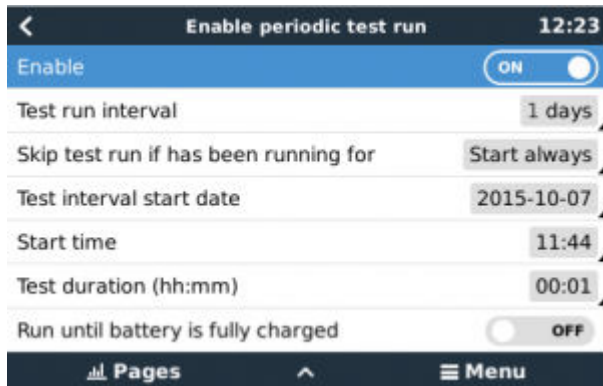 Enable periodic test run 12:23
Enable ON
Test run interval 1 days
Skip test run if has been running for Start always
Test interval start date 2015-10-07
Start time 11:44
Test duration (hh:mm) 00:01
Run until battery is fully charged OFF
Pages Menu